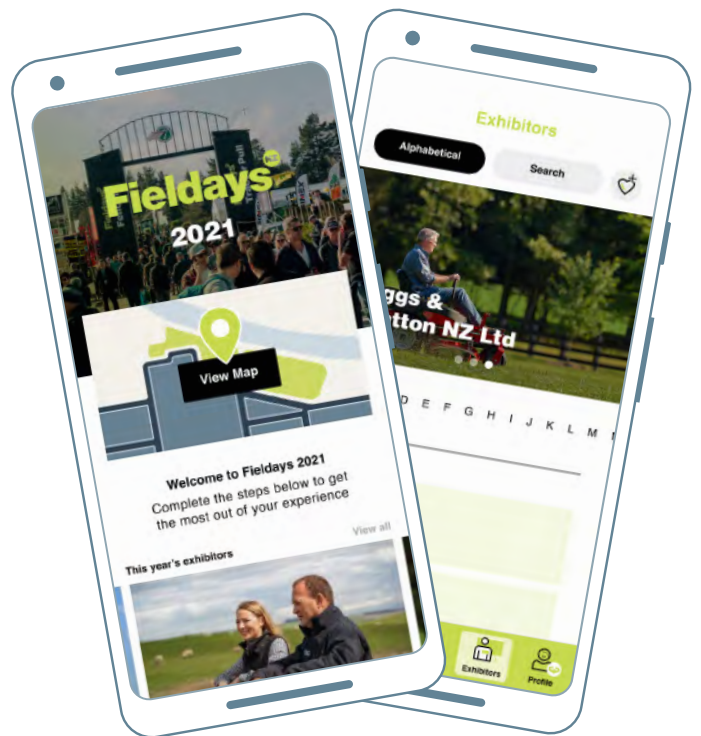 Fieldays NZ
2021
View Map
Welcome to Fieldays 2021
Complete the steps below to get
the most out of your experience
View all
This year's exhibitors
Exhibitors
Alphabetical
Search
ggs &
tton NZ Ltd
D E F G H I J K L M
Exhibitors
Profile